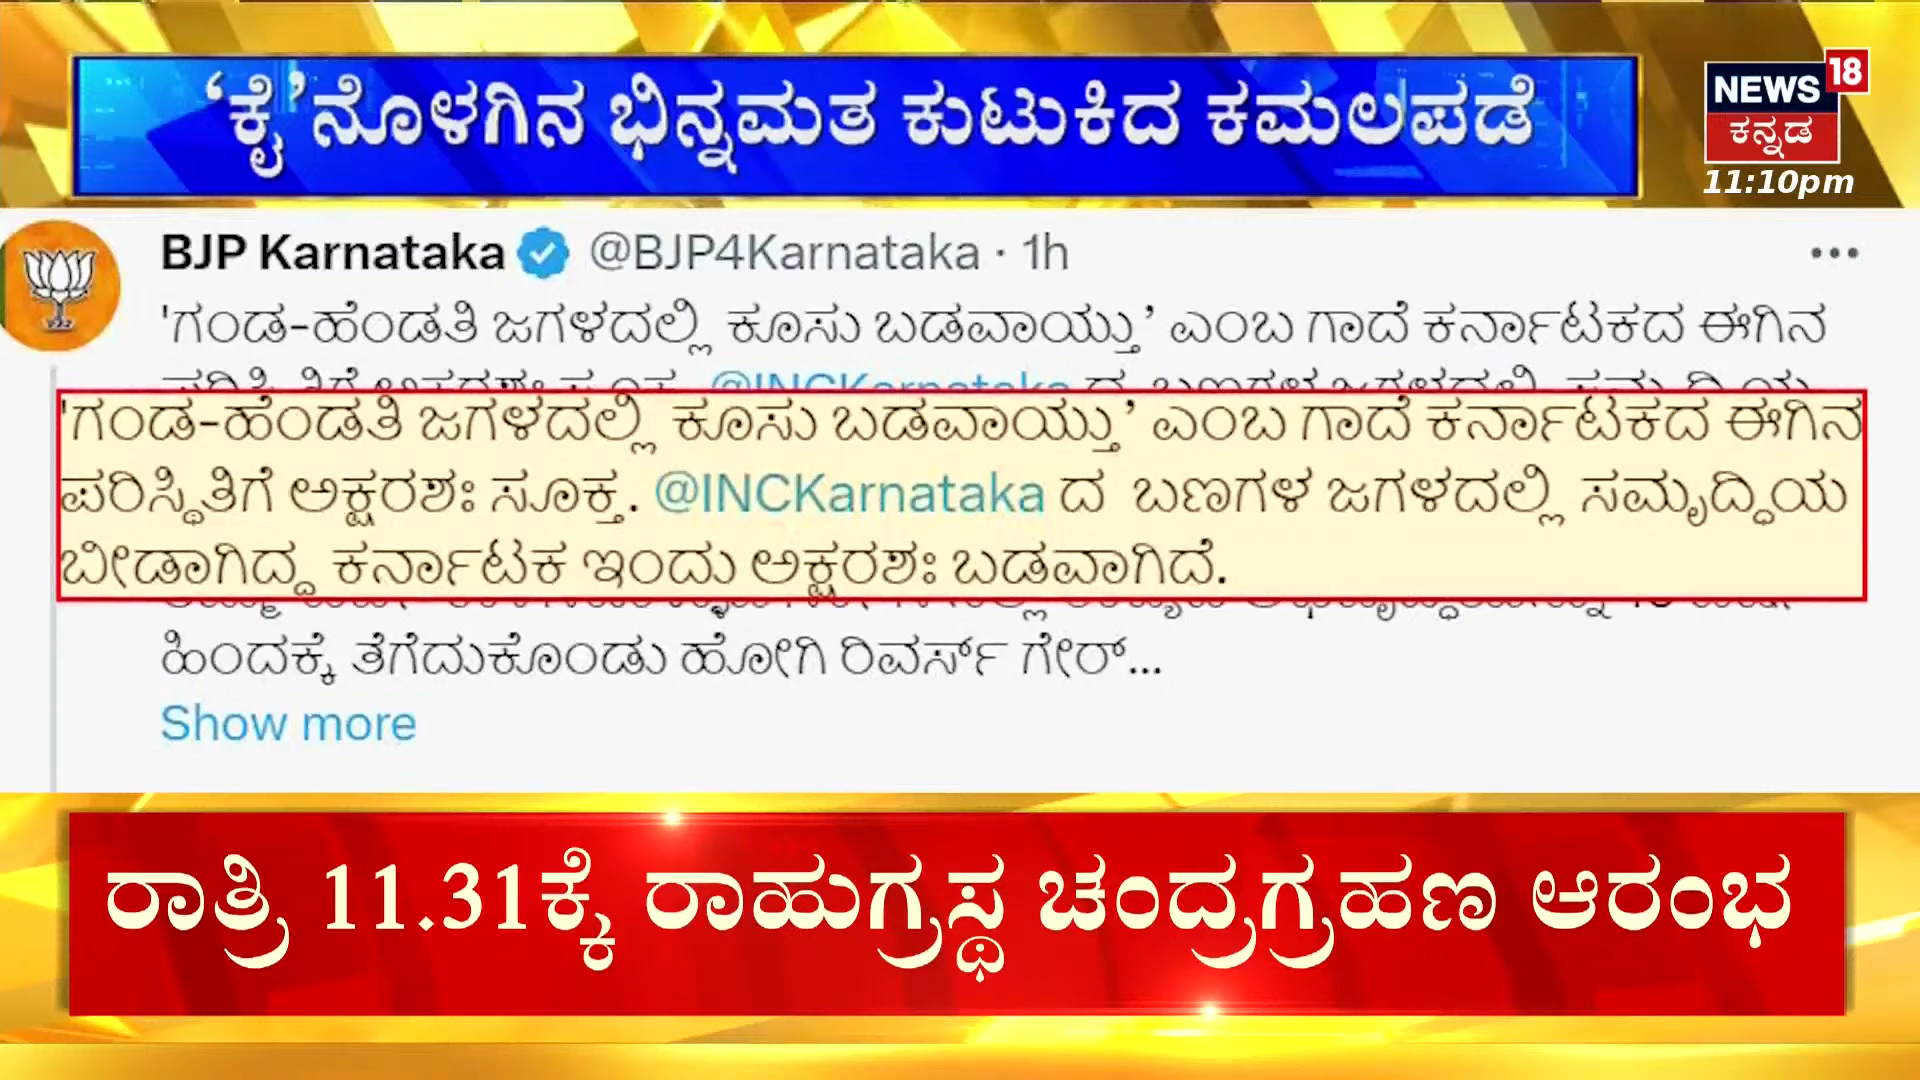 ‘ಕೈ’ನೊಳಗಿನ ಭಿನ್ನಮತ ಕುಟುಕಿದ ಕಮಲಪಡೆ
NEWS 18
ಕನ್ನಡ
11:10pm
BJP Karnataka @BJP4Karnataka · 1h
'ಗಂಡ-ಹೆಂಡತಿ ಜಗಳದಲ್ಲಿ ಕೂಸು ಬಡವಾಯ್ತು’ ಎಂಬ ಗಾದೆ ಕರ್ನಾಟಕದ ಈಗಿನ
'ಗಂಡ-ಹೆಂಡತಿ ಜಗಳದಲ್ಲಿ ಕೂಸು ಬಡವಾಯ್ತು’ ಎಂಬ ಗಾದೆ ಕರ್ನಾಟಕದ ಈಗಿನ
ಪರಿಸ್ಥಿತಿಗೆ ಅಕ್ಷರಶಃ ಸೂಕ್ತ. @INCKarnataka ದ ಬಣಗಳ ಜಗಳದಲ್ಲಿ ಸಮೃದ್ಧಿಯ
ಬೀಡಾಗಿದ್ದ ಕರ್ನಾಟಕ ಇಂದು ಅಕ್ಷರಶಃ ಬಡವಾಗಿದೆ.
ಹಿಂದಕ್ಕೆ ತೆಗೆದುಕೊಂಡು ಹೋಗಿ ರಿವರ್ಸ್ ಗೇರ್...
Show more
ರಾತ್ರಿ 11.31ಕ್ಕೆ ರಾಹುಗ್ರಸ್ಥ ಚಂದ್ರಗ್ರಹಣ ಆರಂಭ